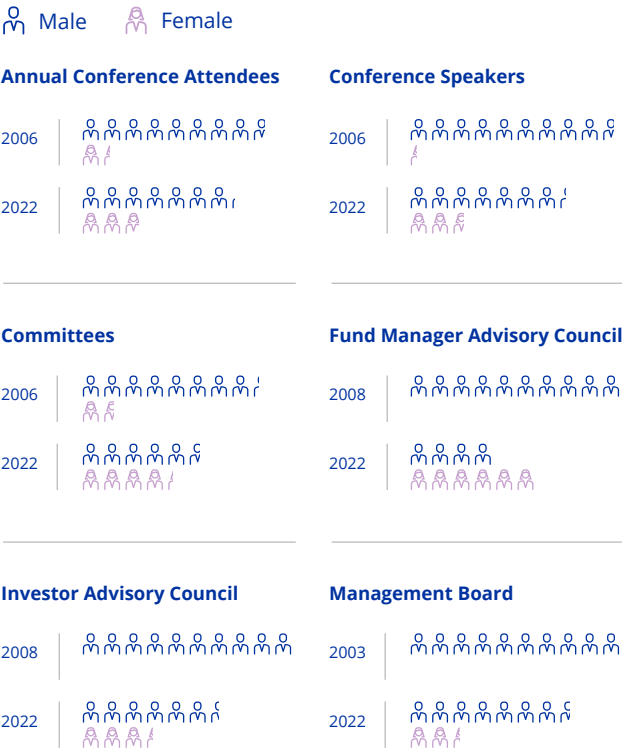 Male Female
Annual Conference Attendees
2006
2022
Conference Speakers
2006
2022
Committees
2006
2022
Fund Manager Advisory Council
2008
2022
Investor Advisory Council
2008
2022
Management Board
2003
2022